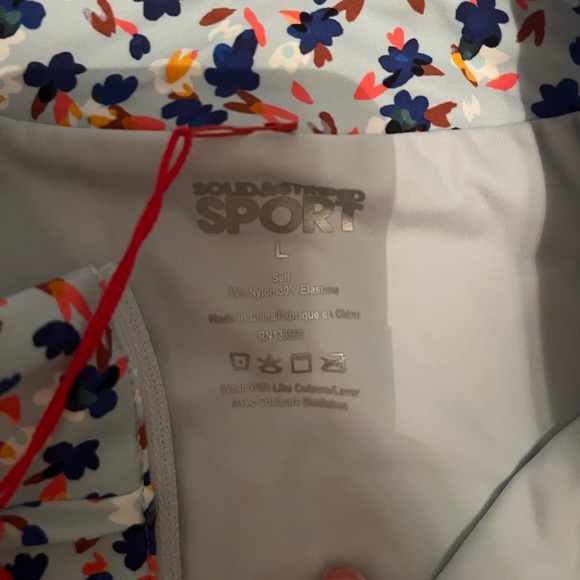 SOLID&STRIPED
SPORT
L
Self:
70% Nylon 30% Elastane
Made in China/Fabriqué en Chine
Wash With Like Colours/Laver
Avec Couleurs Similaires